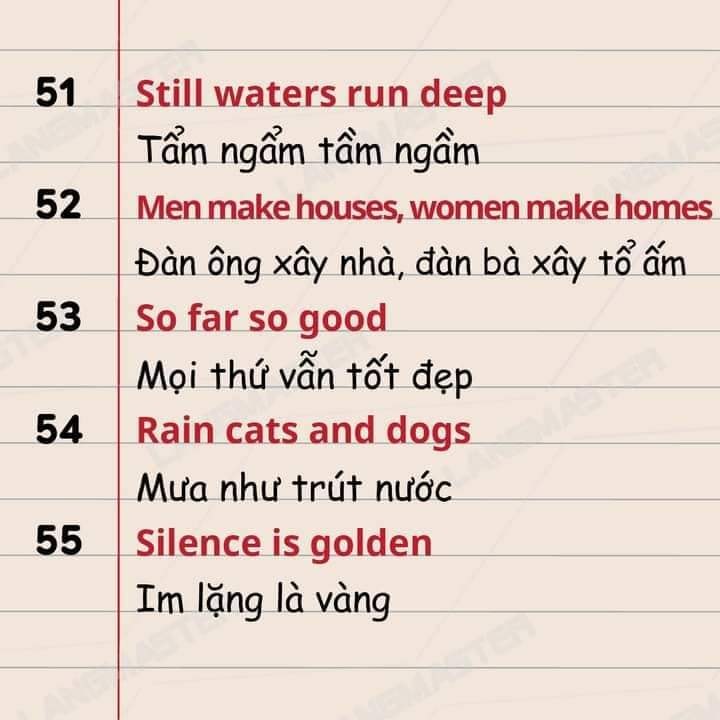 51 Still waters run deep
Tẩm ngẩm tầm ngầm
52 Men make houses, women make homes
Đàn ông xây nhà, đàn bà xây tổ ấm
53 So far so good
Mọi thứ vẫn tốt đẹp
54 Rain cats and dogs
Mưa như trút nước
55 Silence is golden
Im lặng là vàng
LANGMASTER